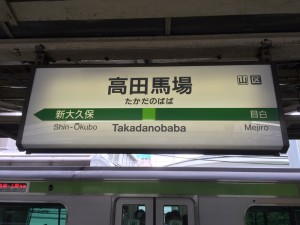 高田馬場
山 区
たかだのばば
新大久保
目白
Shin-Ōkubo
Takadanobaba
Mejiro